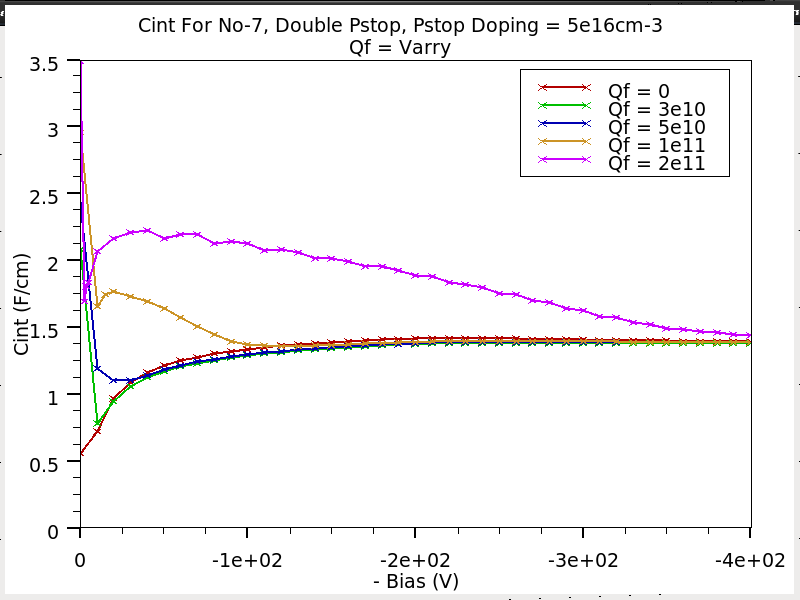 Cint For No-7, Double Pstop, Pstop Doping = 5e16cm-3
Qf = Varry
Qf = 0
Qf = 3e10
Qf = 5e10
Qf = 1e11
Qf = 2e11
Cint (F/cm)
3.5
3
2.5
2
1.5
1
0.5
0
0 -1e+02 -2e+02 -3e+02 -4e+02
- Bias (V)